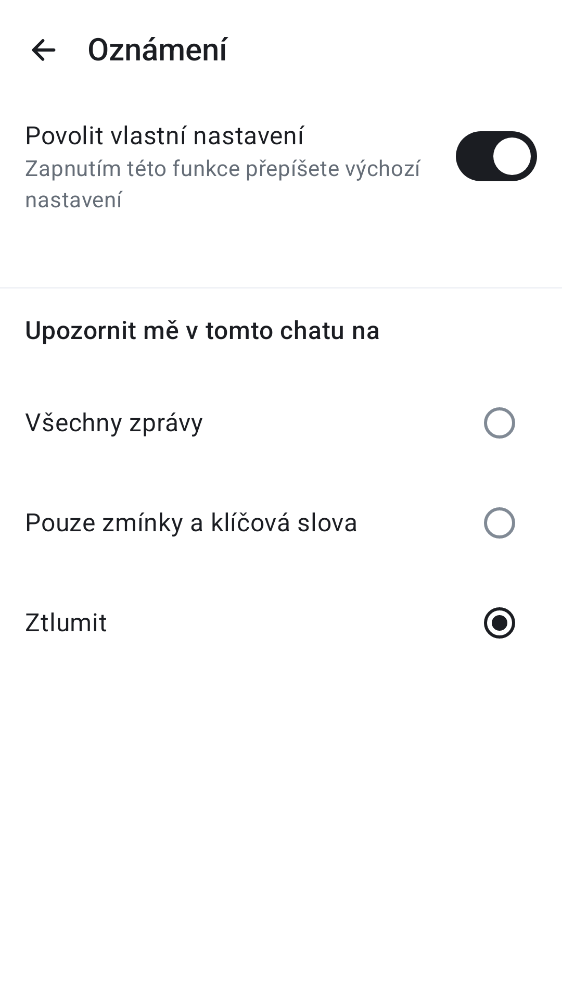 Oznámení
Povolit vlastní nastavení
Zapnutím této funkce přepíšete výchozí
nastavení
Upozornit mě v tomto chatu na
Všechny zprávy
Pouze zmínky a klíčová slova
Ztlumit